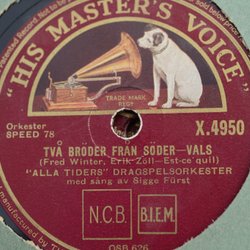 "HIS MASTER'S VOICE"
TRADE MARK
REGD
Orkester
SPEED 78
X.4950
TVÅ BRÖDER FRÅN SÖDER—VALS
(Fred Winter, Erik Zöll—Est-ce'quil)
"ALLA TIDERS" DRAGSPELSORKESTER
med sång av Sigge Fürst
N.C.B.
B.I.E.M.
OSB 626